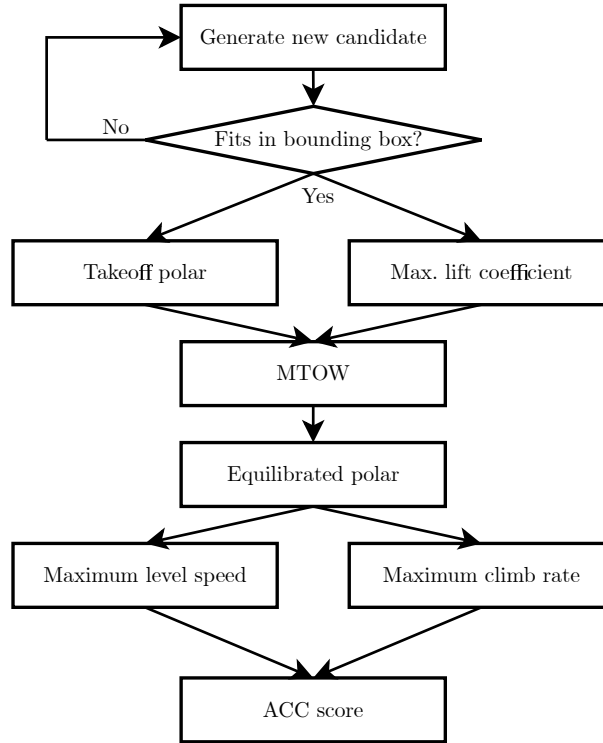 Generate new candidate
Fits in bounding box?
No
Yes
Takeoff polar
Max. lift coefficient
MTOW
Equilibrated polar
Maximum level speed
Maximum climb rate
ACC score